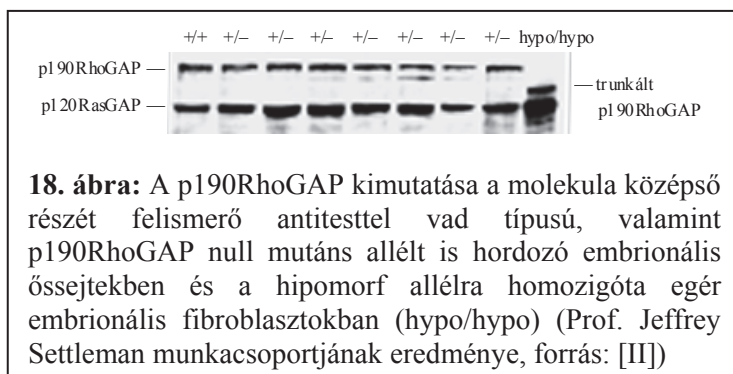 +/+ +/– +/– +/– +/– +/– +/– +/– hypo/hypo
p190RhoGAP —
— trunkált
p120RasGAP —
p190RhoGAP
18. ábra: A p190RhoGAP kimutatása a molekula középső
részét felismerő antitesttel vad típusú, valamint
p190RhoGAP null mutáns allélt is hordozó embrionális
őssejtekben és a hipomorf allélra homozigóta egér
embrionális fibroblasztokban (hypo/hypo) (Prof. Jeffrey
Settleman munkacsoportjának eredménye, forrás: [II])